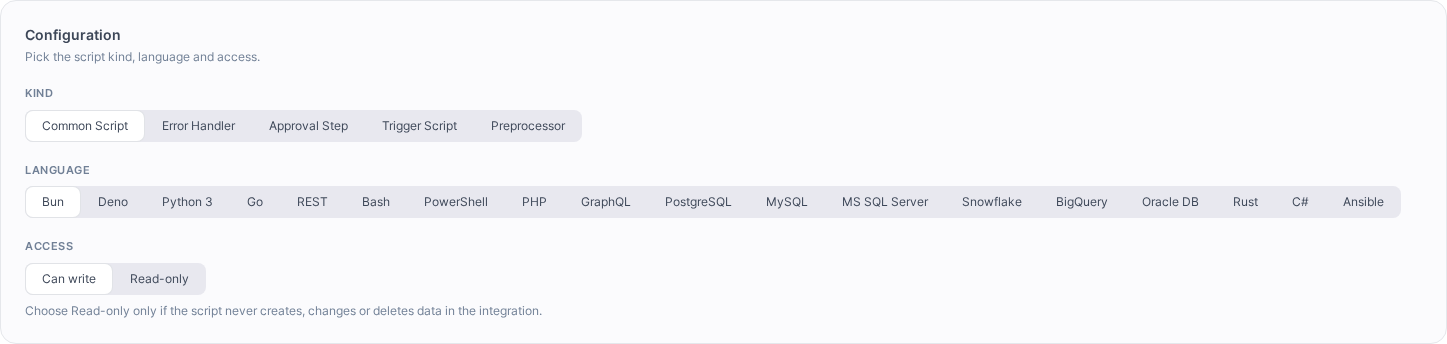 Configuration
Pick the script kind, language and access.
KIND
Common Script Error Handler Approval Step Trigger Script Preprocessor
LANGUAGE
Bun Deno Python 3 Go REST Bash PowerShell PHP GraphQL PostgreSQL MySQL MS SQL Server Snowflake BigQuery Oracle DB Rust C# Ansible
ACCESS
Can write Read-only
Choose Read-only only if the script never creates, changes or deletes data in the integration.